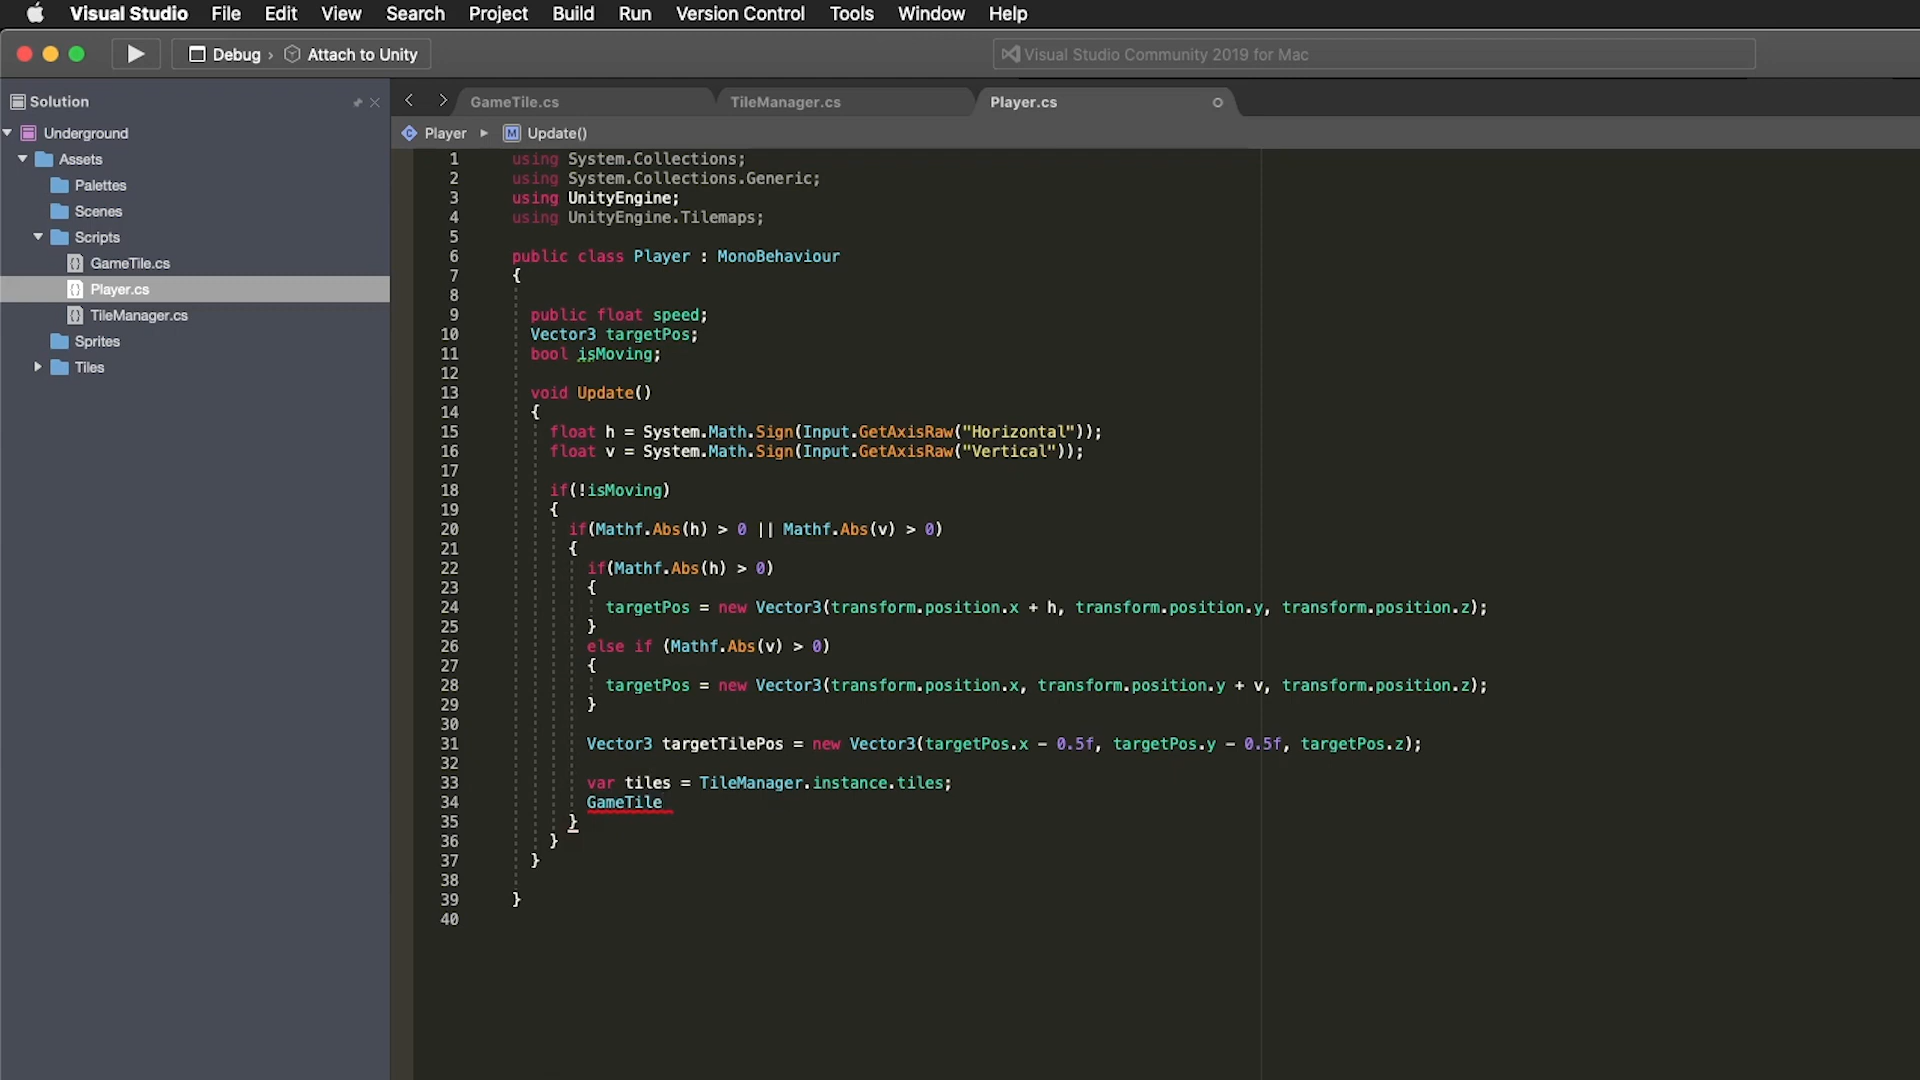 Visual Studio File Edit View Search Project Build Run Version Control Tools Window Help
Debug › Attach to Unity
Visual Studio Community 2019 for Mac
Solution
Underground
Assets
Palettes
Scenes
Scripts
GameTile.cs
Player.cs
TileManager.cs
Sprites
Tiles
GameTile.cs TileManager.cs Player.cs
Player Update()
1 using System.Collections;
2 using System.Collections.Generic;
3 using UnityEngine;
4 using UnityEngine.Tilemaps;
5
6 public class Player : MonoBehaviour
7 {
8
9 public float speed;
10 Vector3 targetPos;
11 bool isMoving;
12
13 void Update()
14 {
15 float h = System.Math.Sign(Input.GetAxisRaw("Horizontal"));
16 float v = System.Math.Sign(Input.GetAxisRaw("Vertical"));
17
18 if(!isMoving)
19 {
20 if(Mathf.Abs(h) > 0 || Mathf.Abs(v) > 0)
21 {
22 if(Mathf.Abs(h) > 0)
23 {
24 targetPos = new Vector3(transform.position.x + h, transform.position.y, transform.position.z);
25 }
26 else if (Mathf.Abs(v) > 0)
27 {
28 targetPos = new Vector3(transform.position.x, transform.position.y + v, transform.position.z);
29 }
30
31 Vector3 targetTilePos = new Vector3(targetPos.x - 0.5f, targetPos.y - 0.5f, targetPos.z);
32
33 var tiles = TileManager.instance.tiles;
34 GameTile
35 }
36 }
37 }
38
39 }
40